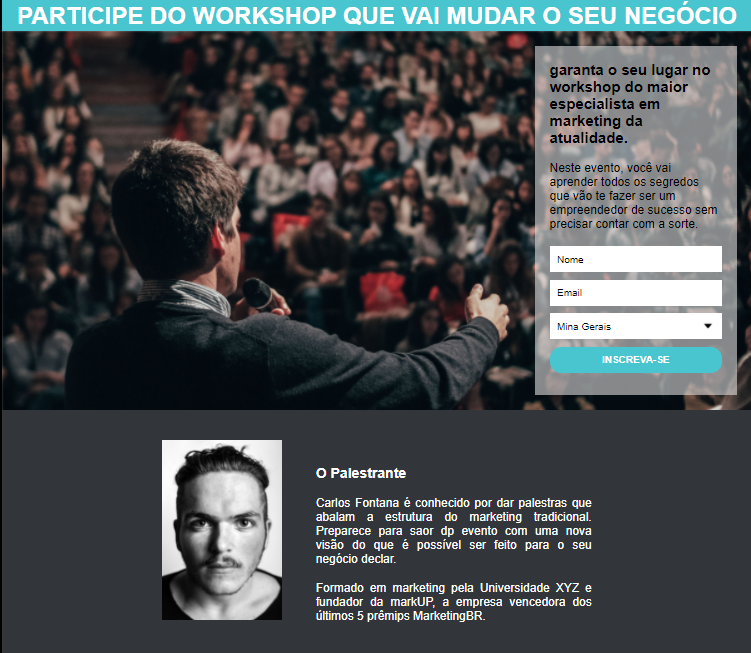 PARTICIPE DO WORKSHOP QUE VAI MUDAR O SEU NEGÓCIO
garanta o seu lugar no
workshop do maior
especialista em
marketing da
atualidade.
Neste evento, você vai
aprender todos os segredos
que vão te fazer ser um
empreendedor de sucesso sem
precisar contar com a sorte.
Nome
Email
Mina Gerais
INSCREVA-SE
O Palestrante
Carlos Fontana é conhecido por dar palestras que
abalam a estrutura do marketing tradicional.
Preparece para saor dp evento com uma nova
visão do que é possível ser feito para o seu
negócio declar.
Formado em marketing pela Universidade XYZ e
fundador da markUP, a empresa vencedora dos
últimos 5 prêmips MarketingBR.